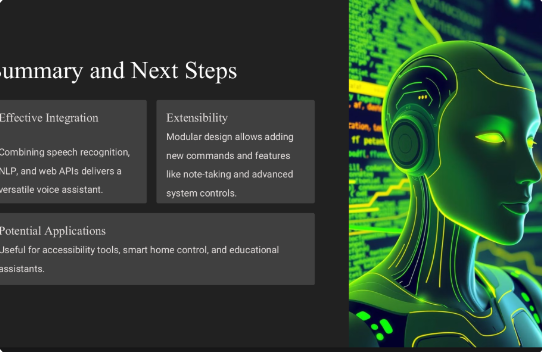 ummary and Next Steps
Effective Integration
Combining speech recognition,
NLP, and web APIs delivers a
versatile voice assistant.
Extensibility
Modular design allows adding
new commands and features
like note-taking and advanced
system controls.
Potential Applications
Useful for accessibility tools, smart home control, and educational
assistants.